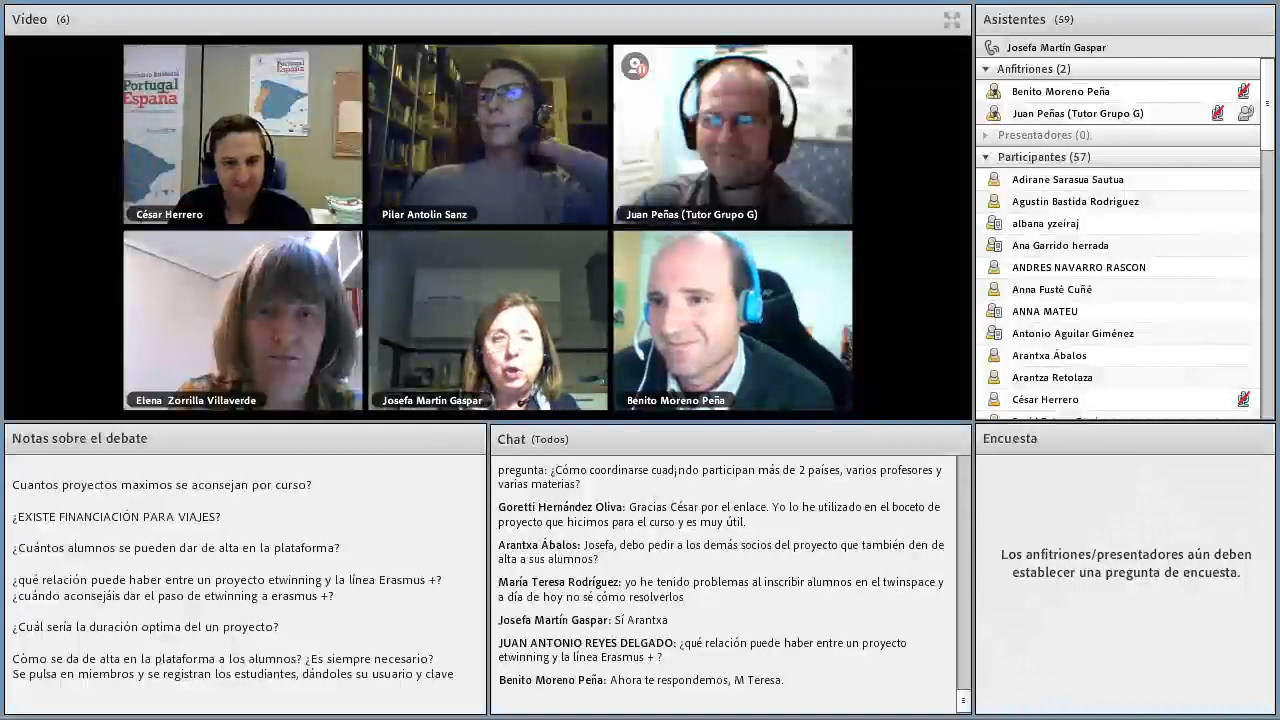 Vídeo (6)
Portugal
España
Portugal
España
César Herrero
Pilar Antolin Sanz
Juan Peñas (Tutor Grupo G)
Elena Zorrilla Villaverde
Josefa Martín Gaspar
Benito Moreno Peña
Asistentes (59)
Josefa Martín Gaspar
Anfitriones (2)
Benito Moreno Peña
Juan Peñas (Tutor Grupo G)
Presentadores (0)
Participantes (57)
Adirane Sarasua Sautua
Agustin Bastida Rodriguez
albana yzeiraj
Ana Garrido herrada
ANDRES NAVARRO RASCON
Anna Fusté Cuñé
ANNA MATEU
Antonio Aguilar Giménez
Arantxa Ábalos
Arantza Retolaza
César Herrero
Notas sobre el debate
Cuantos proyectos maximos se aconsejan por curso?
¿EXISTE FINANCIACIÓN PARA VIAJES?
¿Cuántos alumnos se pueden dar de alta en la plataforma?
¿qué relación puede haber entre un proyecto etwinning y la línea Erasmus +?
¿cuándo aconsejáis dar el paso de etwinning a erasmus +?
¿Cuál sería la duración optima del un proyecto?
Cómo se da de alta en la plataforma a los alumnos? ¿Es siempre necesario?
Se pulsa en miembros y se registran los estudiantes, dándoles su usuario y clave
Chat (Todos)
pregunta: ¿Cómo coordinarse cuad¡ndo participan más de 2 países, varios profesores y
varias materias?
Goretti Hernández Oliva: Gracias César por el enlace. Yo lo he utilizado en el boceto de
proyecto que hicimos para el curso y es muy útil.
Arantxa Ábalos: Josefa, debo pedir a los demás socios del proyecto que también den de
alta a sus alumnos?
María Teresa Rodríguez: yo he tenido problemas al inscribir alumnos en el twinspace y
a día de hoy no sé cómo resolverlos
Josefa Martín Gaspar: Sí Arantxa
JUAN ANTONIO REYES DELGADO: ¿qué relación puede haber entre un proyecto
etwinning y la línea Erasmus + ?
Benito Moreno Peña: Ahora te respondemos, M Teresa.
Encuesta
Los anfitriones/presentadores aún deben
establecer una pregunta de encuesta.